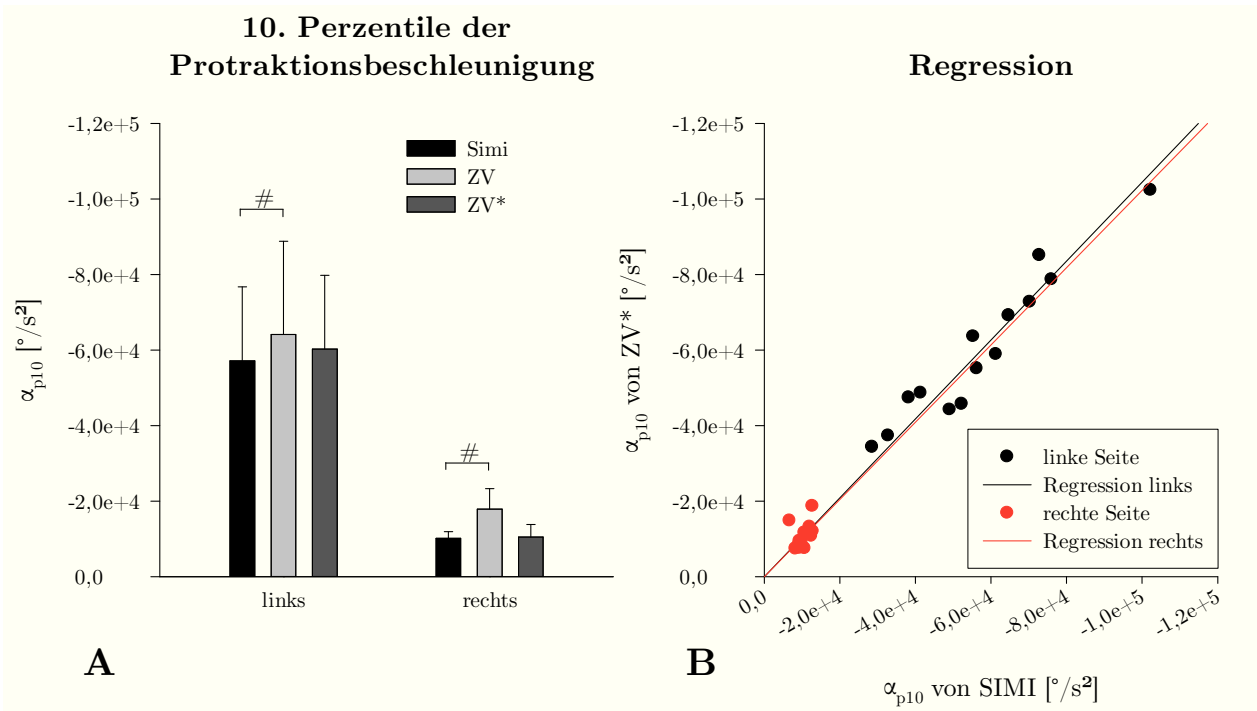 10. Perzentile der
Protraktionsbeschleunigung
αp10 [°/s²]
-1,2e+5
-1,0e+5
-8,0e+4
-6,0e+4
-4,0e+4
-2,0e+4
0,0
#
#
Simi
ZV
ZV*
links
rechts
A
Regression
αp10 von ZV* [°/s²]
-1,2e+5
-1,0e+5
-8,0e+4
-6,0e+4
-4,0e+4
-2,0e+4
0,0
linke Seite
Regression links
rechte Seite
Regression rechts
0,0
-2,0e+4
-4,0e+4
-6,0e+4
-8,0e+4
-1,0e+5
-1,2e+5
B
αp10 von SIMI [°/s²]